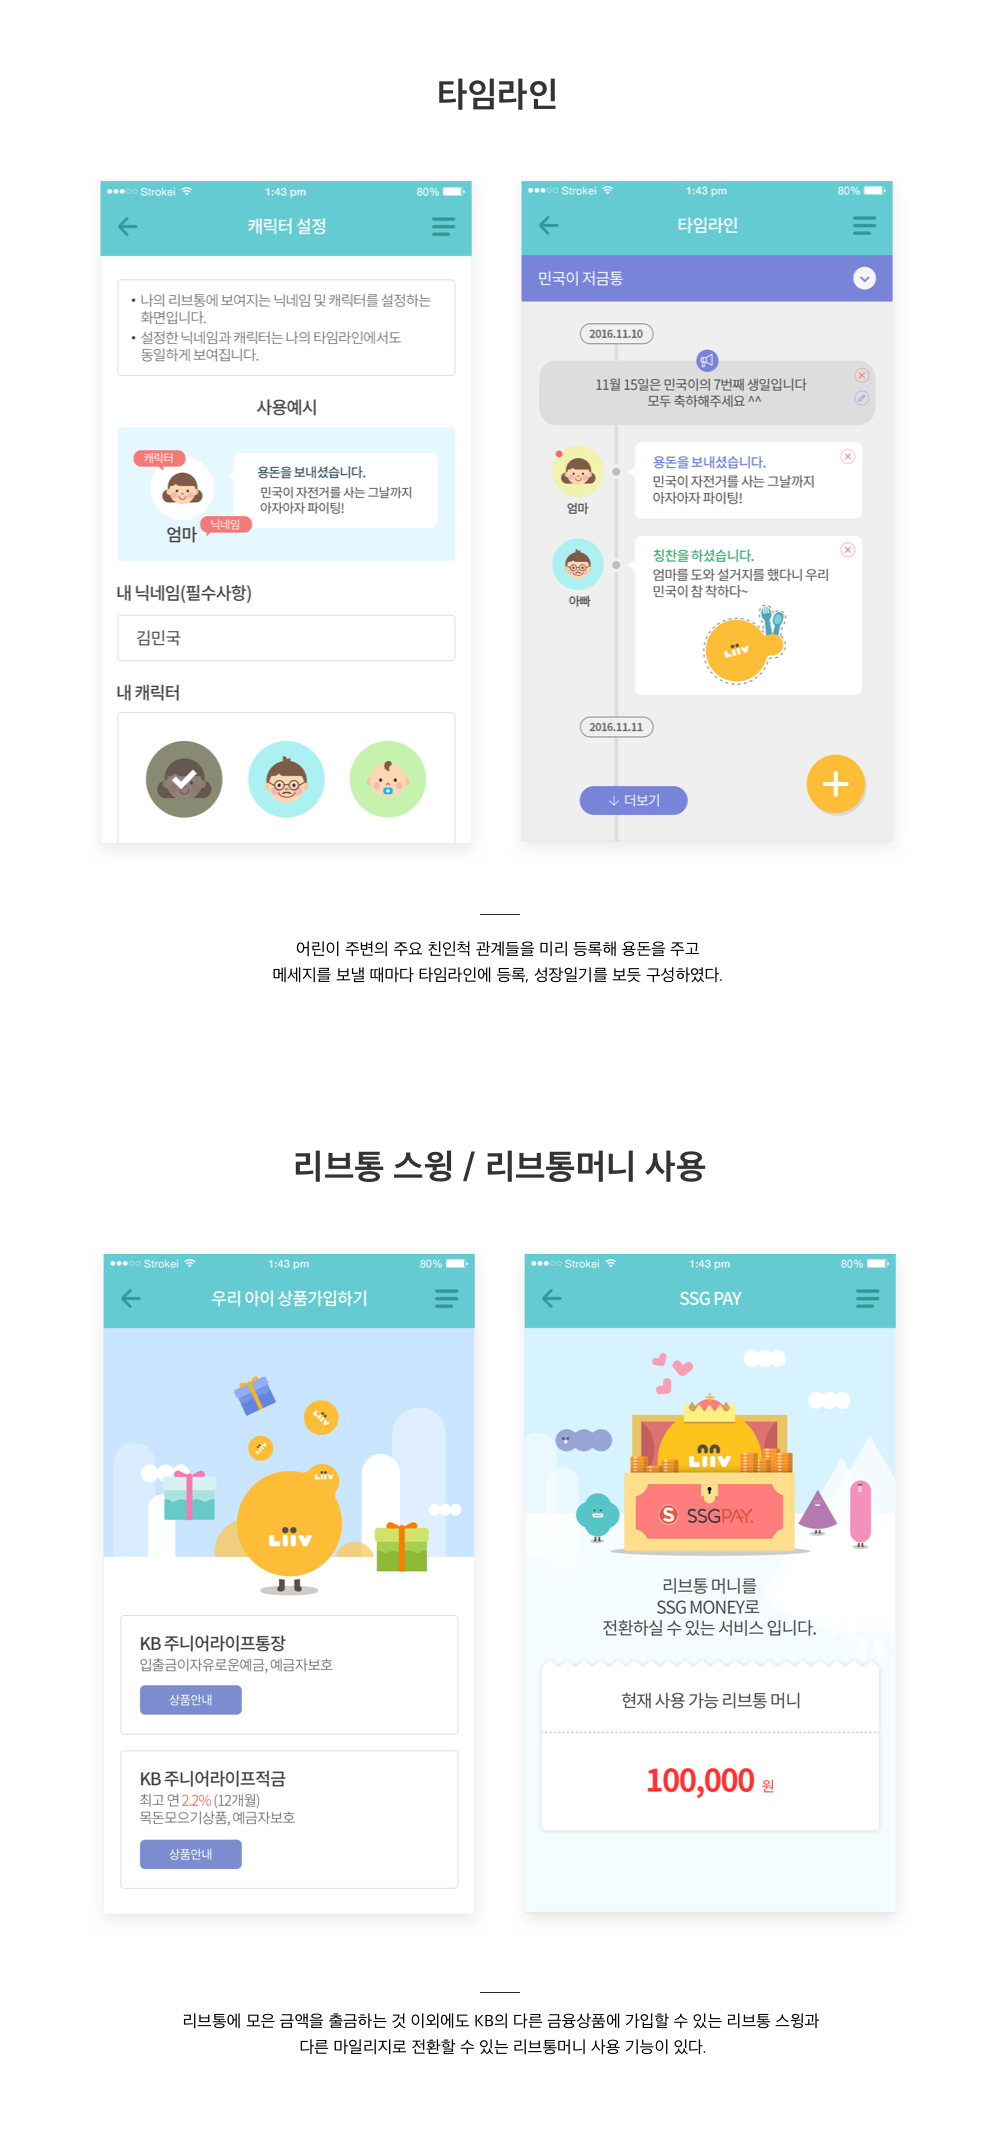 타임라인
Strokei 1:43 pm 80%
캐릭터 설정
• 나의 리브통에 보여지는 닉네임 및 캐릭터를 설정하는
화면입니다.
• 설정한 닉네임과 캐릭터는 나의 타임라인에서도
동일하게 보여집니다.
사용예시
캐릭터
엄마
닉네임
용돈을 보내셨습니다.
민국이 자전거를 사는 그날까지
아자아자 파이팅!
내 닉네임(필수사항)
김민국
내 캐릭터
Strokei 1:43 pm 80%
타임라인
민국이 저금통
2016.11.10
11월 15일은 민국이의 7번째 생일입니다
모두 축하해주세요 ^^
엄마
용돈을 보내셨습니다.
민국이 자전거를 사는 그날까지
아자아자 파이팅!
아빠
칭찬을 하셨습니다.
엄마를 도와 설거지를 했다니 우리
민국이 참 착하다~
Liiv
2016.11.11
더보기
어린이 주변의 주요 친인척 관계들을 미리 등록해 용돈을 주고
메세지를 보낼 때마다 타임라인에 등록, 성장일기를 보듯 구성하였다.
리브통 스윙 / 리브통머니 사용
Strokei 1:43 pm 80%
우리 아이 상품가입하기
Liiv
Liiv
Liiv
Liiv
KB 주니어라이프통장
입출금이자유로운예금, 예금자보호
상품안내
KB 주니어라이프적금
최고 연 2.2% (12개월)
목돈모으기상품, 예금자보호
상품안내
Strokei 1:43 pm 80%
SSG PAY
Liiv
S SSGPAY.
리브통 머니를
SSG MONEY로
전환하실 수 있는 서비스 입니다.
현재 사용 가능 리브통 머니
100,000 원
리브통에 모은 금액을 출금하는 것 이외에도 KB의 다른 금융상품에 가입할 수 있는 리브통 스윙과
다른 마일리지로 전환할 수 있는 리브통머니 사용 기능이 있다.